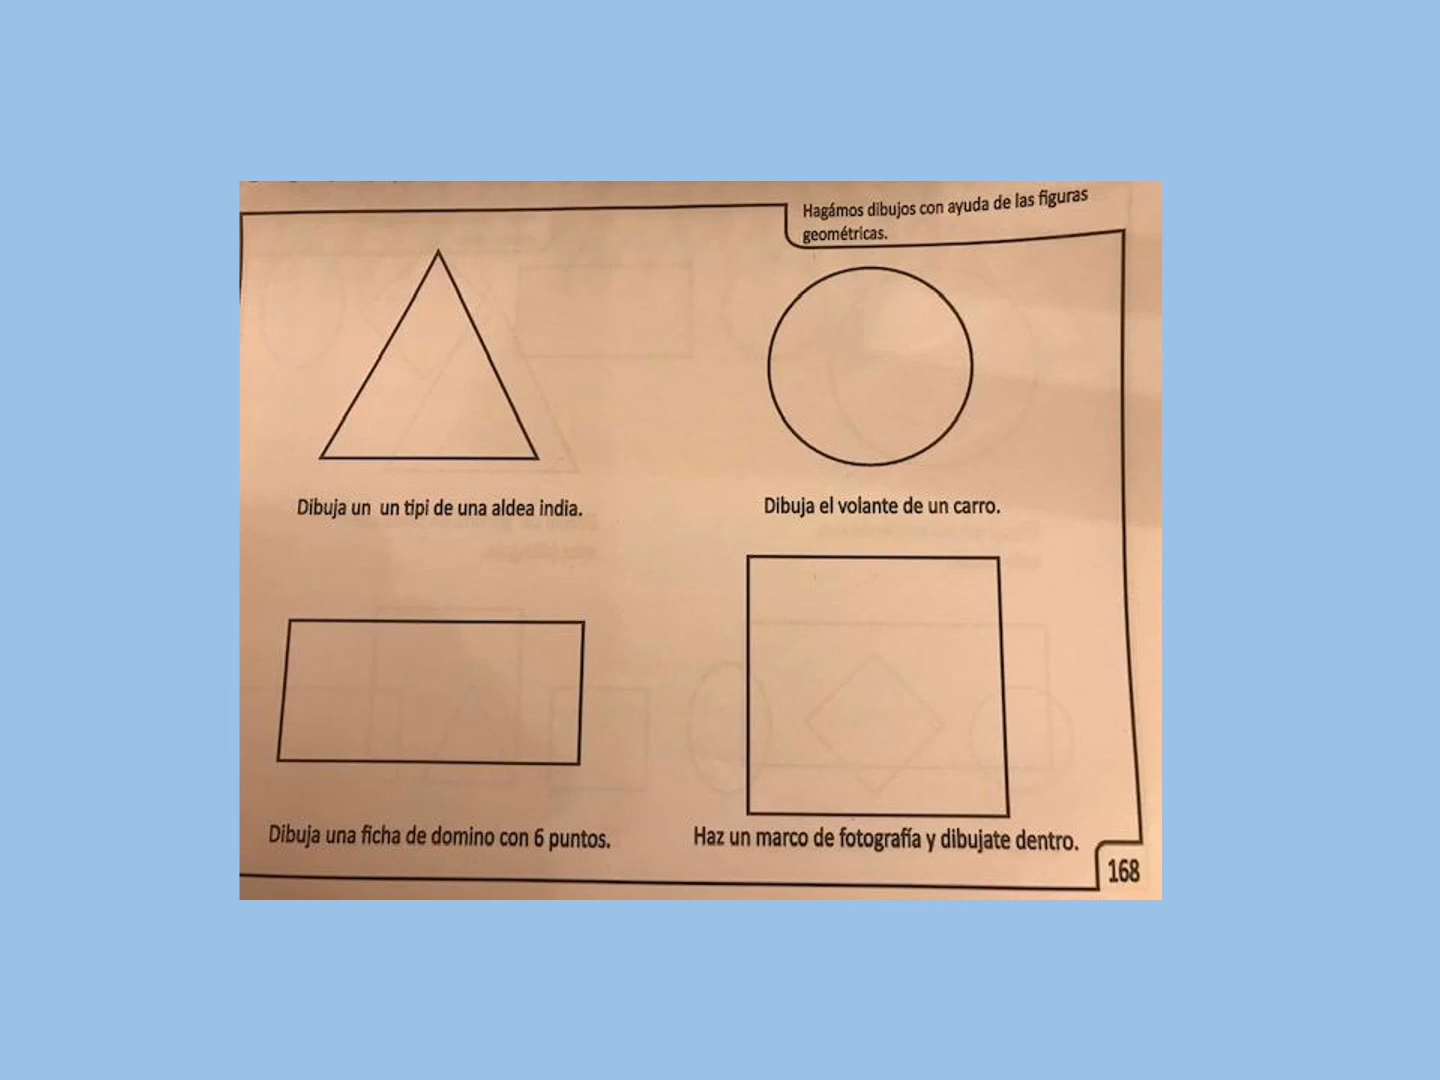 Hagámos dibujos con ayuda de las figuras
geométricas.
Dibuja un  un tipi de una aldea india.
Dibuja el volante de un carro.
Dibuja una ficha de domino con 6 puntos.
Haz un marco de fotografía y dibujate dentro.
168